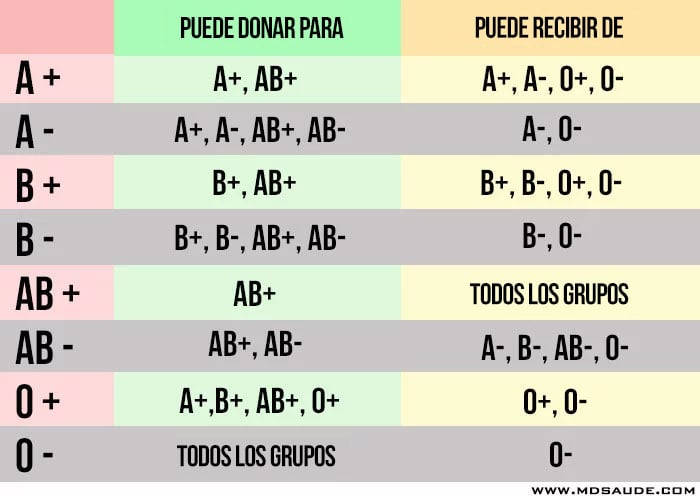 PUEDE DONAR PARA PUEDE RECIBIR DE
A + A+, AB+ A+, A-, O+, O-
A - A+, A-, AB+, AB- A-, O-
B + B+, AB+ B+, B-, O+, O-
B - B+, B-, AB+, AB- B-, O-
AB + AB+ TODOS LOS GRUPOS
AB - AB+, AB- A-, B-, AB-, O-
O + A+,B+, AB+, O+ O+, O-
O - TODOS LOS GRUPOS O-
WWW.MDSAUDE.COM